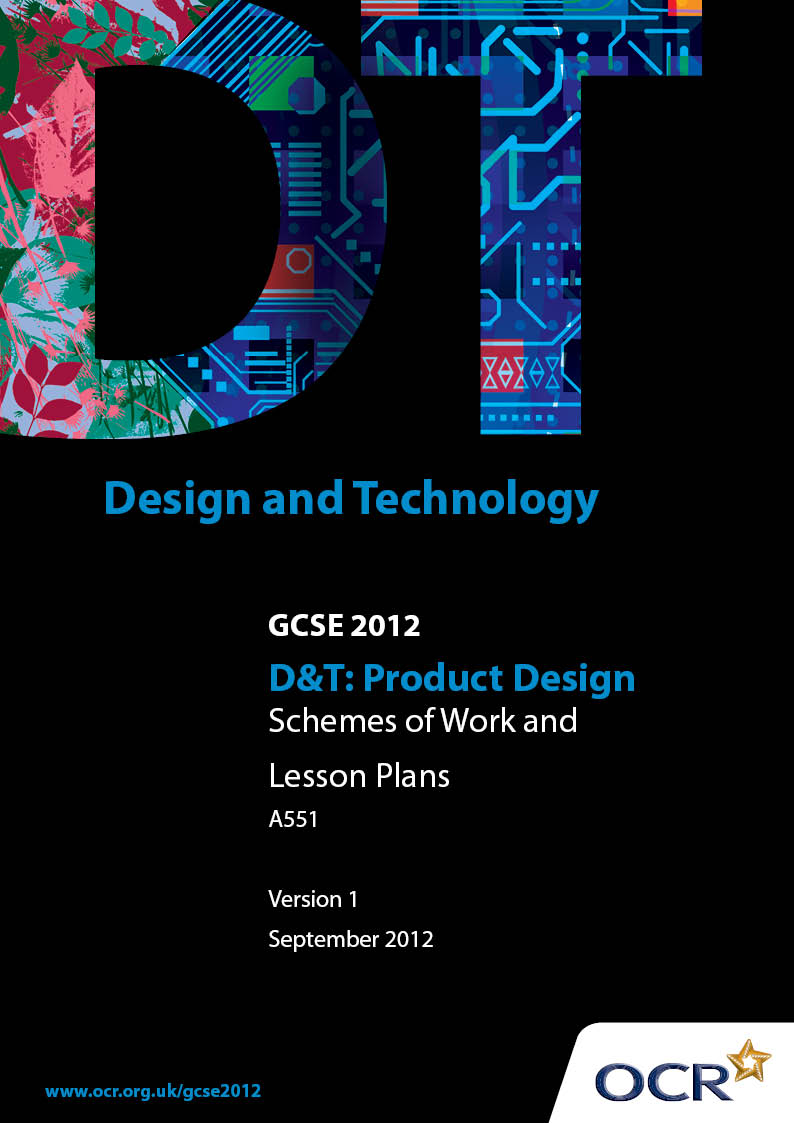 DT
Design and Technology
GCSE 2012
D&T: Product Design
Schemes of Work and
Lesson Plans
A551
Version 1
September 2012
www.ocr.org.uk/gcse2012
OCR